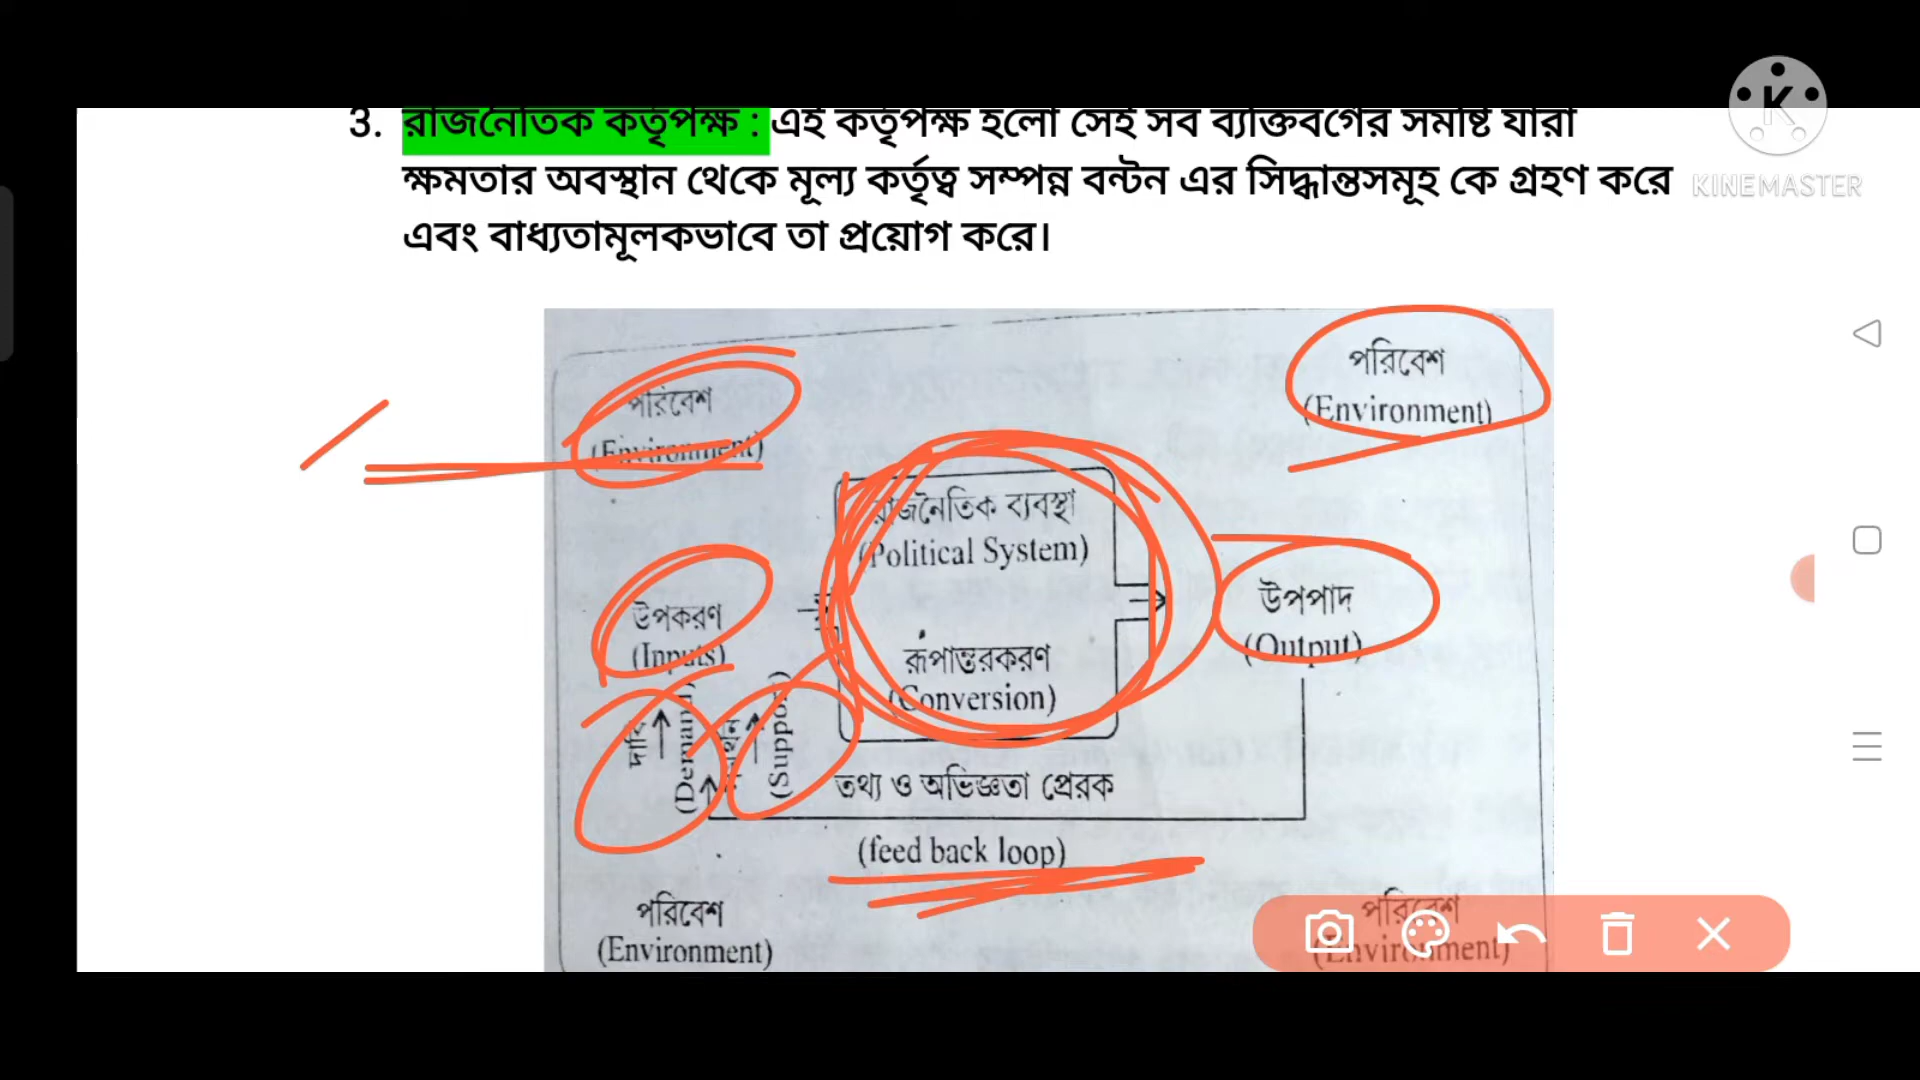 3. রাজনৈতিক কর্তৃপক্ষ : এই কর্তৃপক্ষ হলো সেই সব ব্যক্তিবর্গের সমষ্টি যারা
ক্ষমতার অবস্থান থেকে মূল্য কর্তৃত্ব সম্পন্ন বন্টন এর সিদ্ধান্তসমূহ কে গ্রহণ করে
এবং বাধ্যতামূলকভাবে তা প্রয়োগ করে।
K
KINEMASTER
পরিবেশ
(Environment)
পরিবেশ
(Environment)
রাজনৈতিক ব্যবস্থা
(Political System)
উপকরণ
(Inputs)
উপপাদ
(Output)
রূপান্তরকরণ
(Conversion)
দাবি
(Demand)
(Support)
তথ্য ও অভিজ্ঞতা প্রেরক
(feed back loop)
পরিবেশ
(Environment)
পরিবেশ
(Environment)